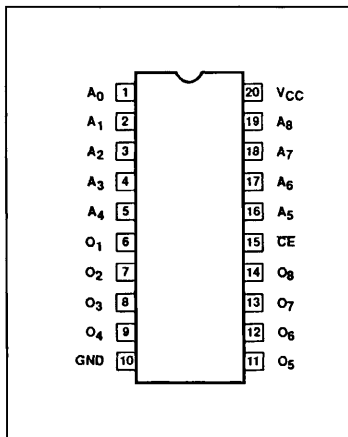 A0 1 20 VCC
A1 2 19 A8
A2 3 18 A7
A3 4 17 A6
A4 5 16 A5
O1 6 15 C̅E̅
O2 7 14 O8
O3 8 13 O7
O4 9 12 O6
GND 10 11 O5